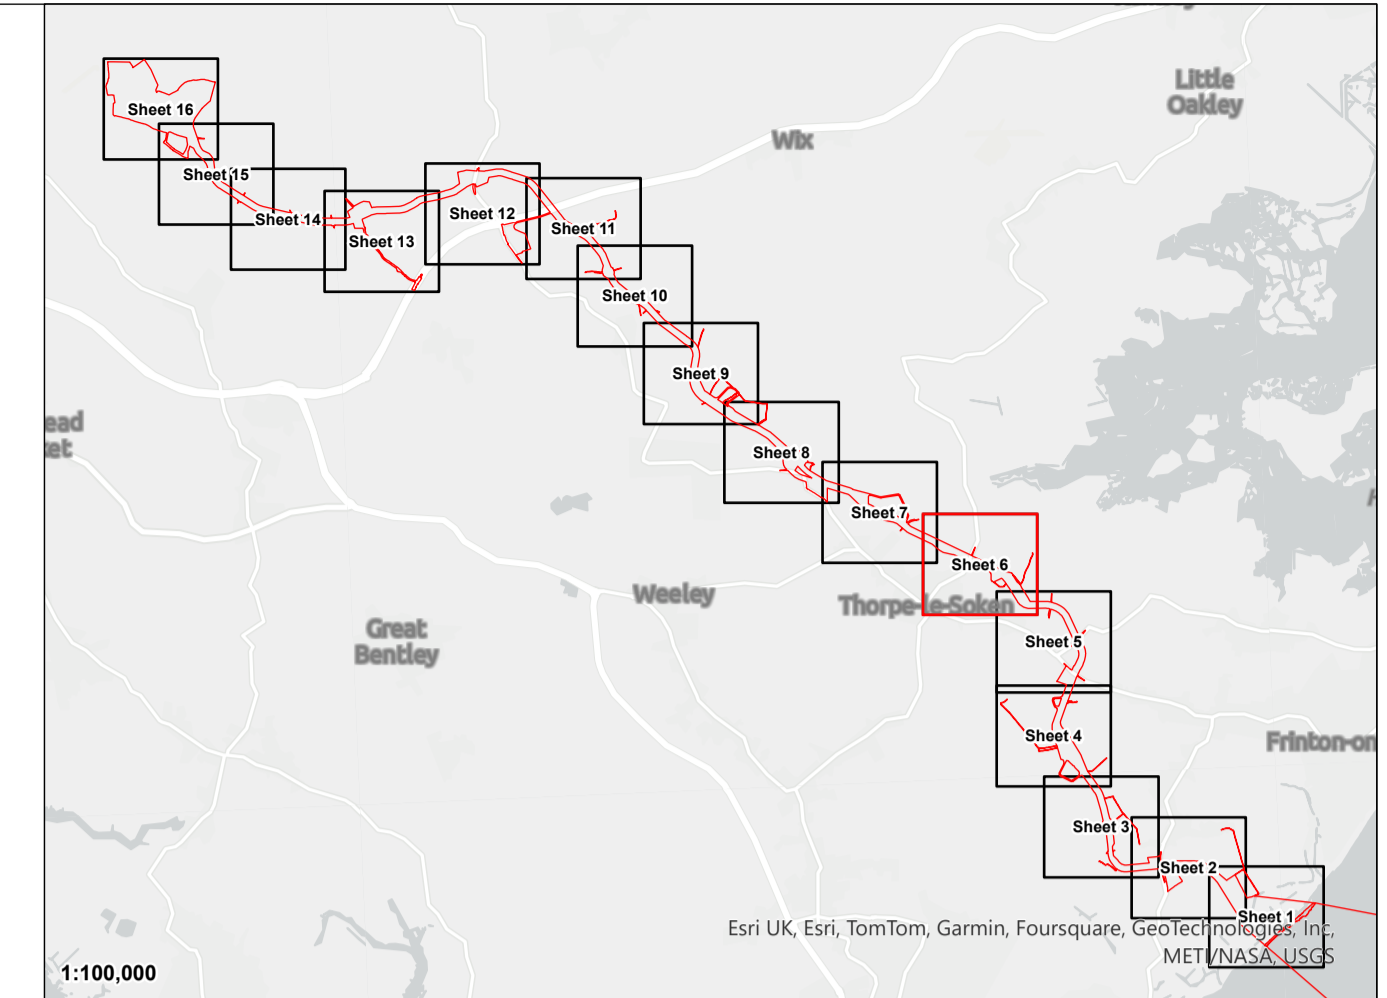 Little
Oakley
Wix
Sheet 16
Sheet 15
Sheet 14
Sheet 13
Sheet 12
Sheet 11
Sheet 10
Sheet 9
Sheet 8
Sheet 7
Sheet 6
Thorpe-le-Soken
Weeley
Great
Bentley
Sheet 5
Sheet 4
Frinton-on
Sheet 3
Sheet 2
Sheet 1
Esri UK, Esri, TomTom, Garmin, Foursquare, GeoTechnologies, Inc,
METI/NASA, USGS
1:100,000